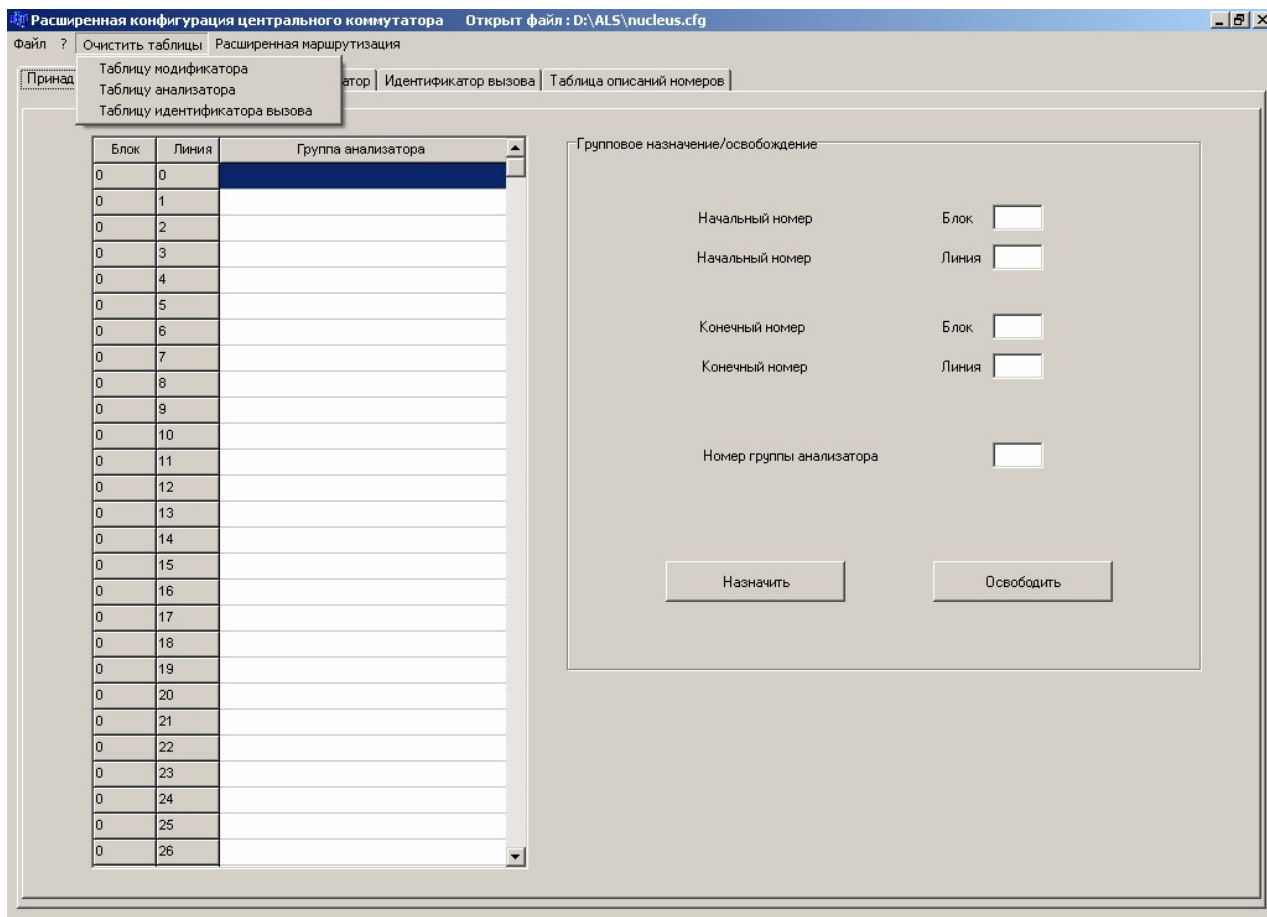 Расширенная конфигурация центрального коммутатора Открыт файл : D:\ALS\nucleus.cfg
Файл ? Очистить таблицы Расширенная маршрутизация
Таблицу модификатора
Таблицу анализатора
Таблицу идентификатора вызова
Идентификатор вызова Таблица описаний номеров
Блок Линия Группа анализатора
0 0
0 1
0 2
0 3
0 4
0 5
0 6
0 7
0 8
0 9
0 10
0 11
0 12
0 13
0 14
0 15
0 16
0 17
0 18
0 19
0 20
0 21
0 22
0 23
0 24
0 25
0 26
Групповое назначение/освобождение
Начальный номер Блок
Начальный номер Линия
Конечный номер Блок
Конечный номер Линия
Номер группы анализатора
Назначить Освободить